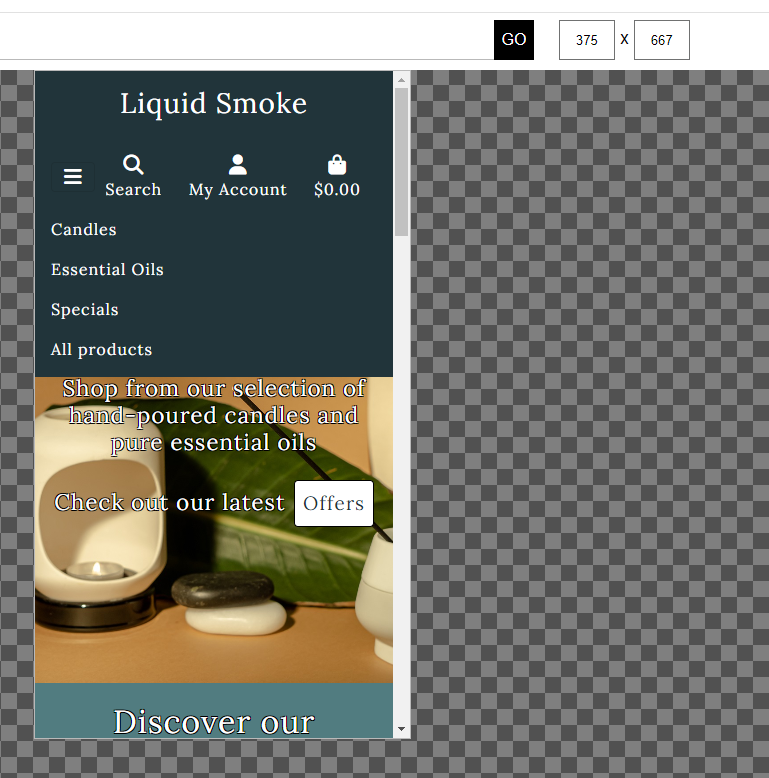 GO 375 X 667
Liquid Smoke
Search My Account $0.00
Candles
Essential Oils
Specials
All products
Shop from our selection of
hand-poured candles and
pure essential oils
Check out our latest Offers
Discover our